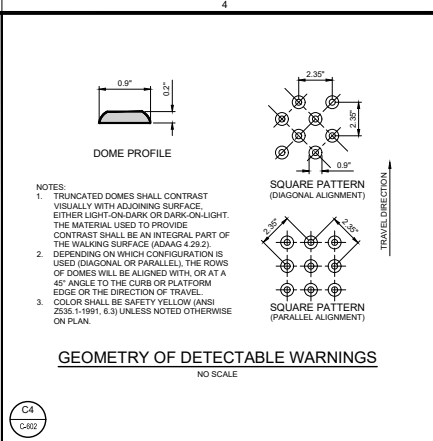 4
0.9"
0.2"
DOME PROFILE
2.35"
2.35"
0.9"
SQUARE PATTERN
(DIAGONAL ALIGNMENT)
TRAVEL DIRECTION
2.35"
2.35"
SQUARE PATTERN
(PARALLEL ALIGNMENT)
NOTES:
1. TRUNCATED DOMES SHALL CONTRAST
VISUALLY WITH ADJOINING SURFACE,
EITHER LIGHT-ON-DARK OR DARK-ON-LIGHT.
THE MATERIAL USED TO PROVIDE
CONTRAST SHALL BE AN INTEGRAL PART OF
THE WALKING SURFACE (ADAAG 4.29.2).
2. DEPENDING ON WHICH CONFIGURATION IS
USED (DIAGONAL OR PARALLEL), THE ROWS
OF DOMES WILL BE ALIGNED WITH, OR AT A
45° ANGLE TO THE CURB OR PLATFORM
EDGE OR THE DIRECTION OF TRAVEL.
3. COLOR SHALL BE SAFETY YELLOW (ANSI
Z535.1-1991, 6.3) UNLESS NOTED OTHERWISE
ON PLAN.
GEOMETRY OF DETECTABLE WARNINGS
NO SCALE
C4
C-602